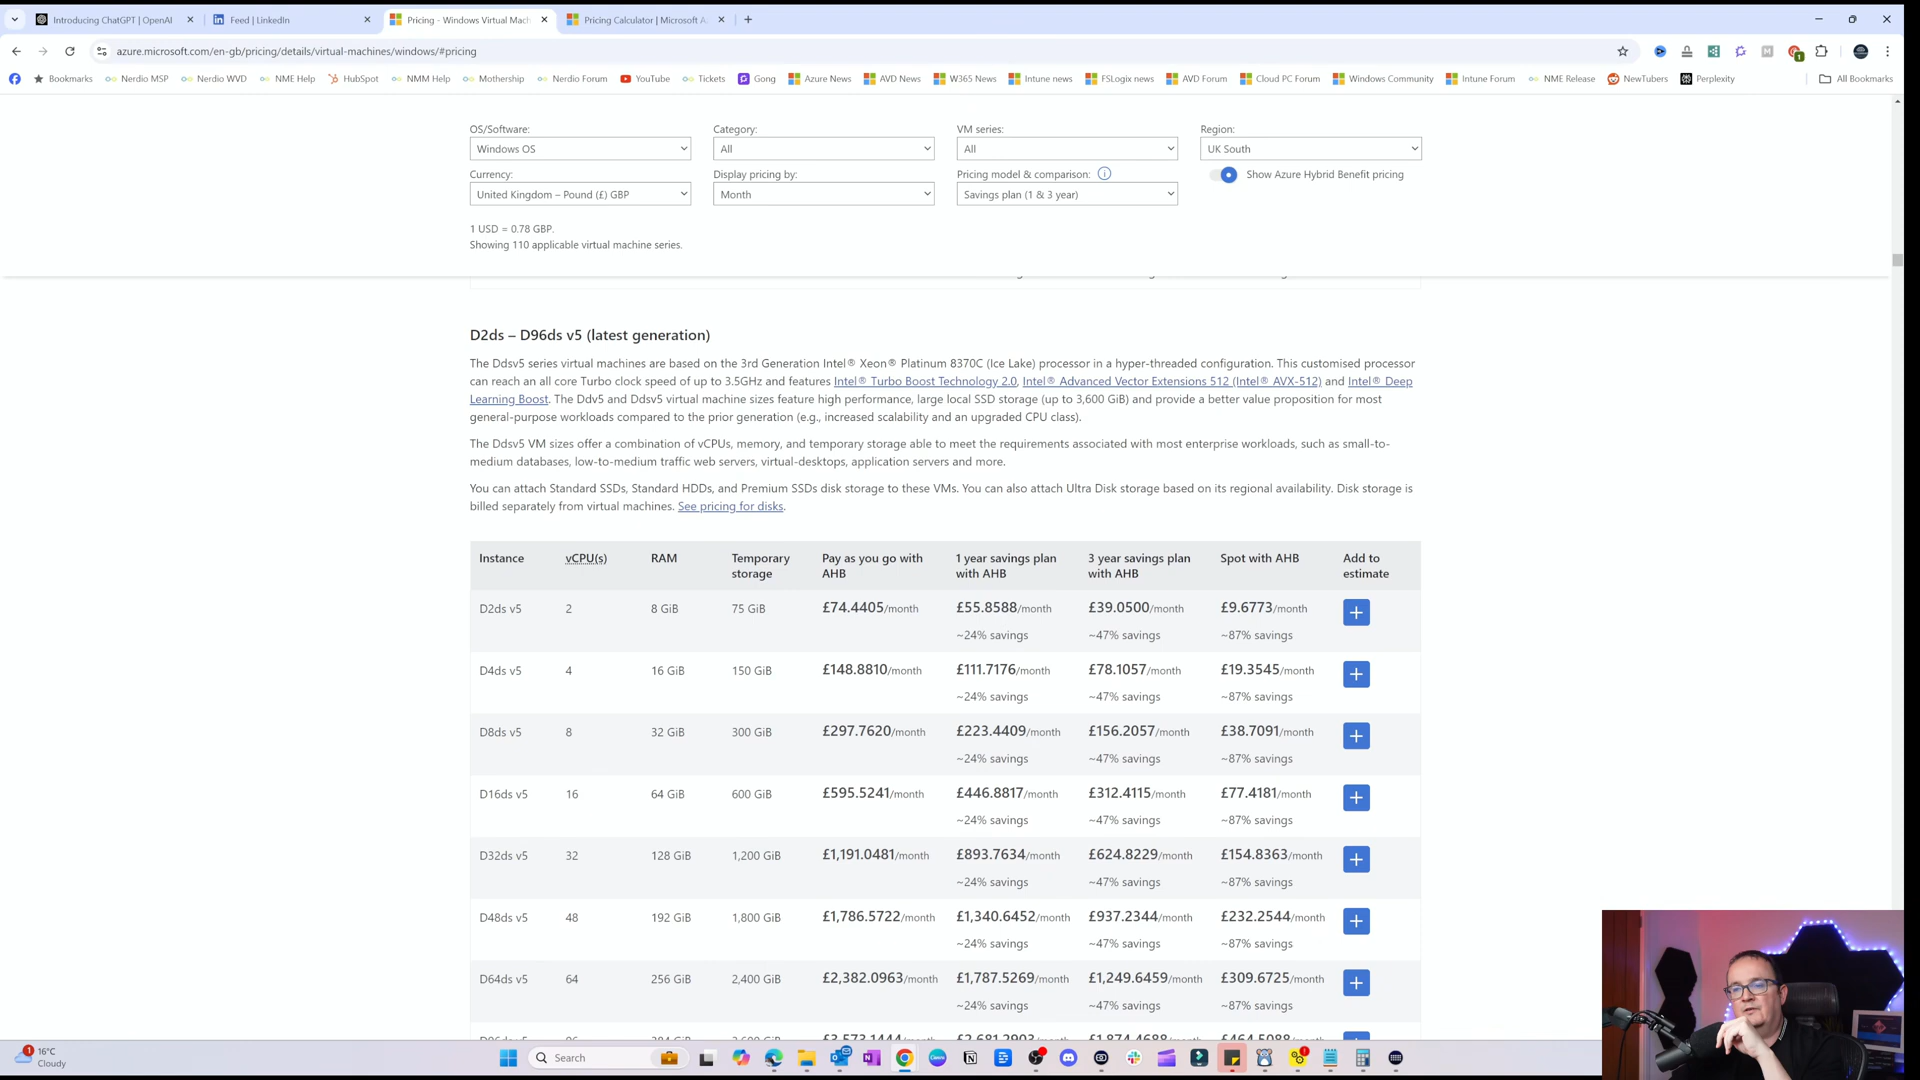 Introducing ChatGPT | OpenAI
Feed | LinkedIn
Pricing - Windows Virtual Mach
Pricing Calculator | Microsoft A
azure.microsoft.com/en-gb/pricing/details/virtual-machines/windows/#pricing
Bookmarks
Nerdio MSP
Nerdio WVD
NME Help
HubSpot
NMM Help
Mothership
Nerdio Forum
YouTube
Tickets
Gong
Azure News
AVD News
W365 News
Intune news
FSLogix news
AVD Forum
Cloud PC Forum
Windows Community
Intune Forum
NME Release
NewTubers
Perplexity
All Bookmarks
OS/Software: Category: VM series: Region:
Windows OS All All UK South
Currency: Display pricing by: Pricing model & comparison: Show Azure Hybrid Benefit pricing
United Kingdom – Pound (£) GBP Month Savings plan (1 & 3 year)
1 USD = 0.78 GBP.
Showing 110 applicable virtual machine series.
D2ds – D96ds v5 (latest generation)
The Ddsv5 series virtual machines are based on the 3rd Generation Intel® Xeon® Platinum 8370C (Ice Lake) processor in a hyper-threaded configuration. This customised processor
can reach an all core Turbo clock speed of up to 3.5GHz and features Intel® Turbo Boost Technology 2.0, Intel® Advanced Vector Extensions 512 (Intel® AVX-512) and Intel® Deep
Learning Boost. The Ddv5 and Ddsv5 virtual machine sizes feature high performance, large local SSD storage (up to 3,600 GiB) and provide a better value proposition for most
general-purpose workloads compared to the prior generation (e.g., increased scalability and an upgraded CPU class).
The Ddsv5 VM sizes offer a combination of vCPUs, memory, and temporary storage able to meet the requirements associated with most enterprise workloads, such as small-to-
medium databases, low-to-medium traffic web servers, virtual-desktops, application servers and more.
You can attach Standard SSDs, Standard HDDs, and Premium SSDs disk storage to these VMs. You can also attach Ultra Disk storage based on its regional availability. Disk storage is
billed separately from virtual machines. See pricing for disks.
Instance vCPU(s) RAM Temporary storage Pay as you go with AHB 1 year savings plan with AHB 3 year savings plan with AHB Spot with AHB Add to estimate
D2ds v5 2 8 GiB 75 GiB £74.4405/month £55.8588/month £39.0500/month £9.6773/month
~24% savings ~47% savings ~87% savings
D4ds v5 4 16 GiB 150 GiB £148.8810/month £111.7176/month £78.1057/month £19.3545/month
~24% savings ~47% savings ~87% savings
D8ds v5 8 32 GiB 300 GiB £297.7620/month £223.4409/month £156.2057/month £38.7091/month
~24% savings ~47% savings ~87% savings
D16ds v5 16 64 GiB 600 GiB £595.5241/month £446.8817/month £312.4115/month £77.4181/month
~24% savings ~47% savings ~87% savings
D32ds v5 32 128 GiB 1,200 GiB £1,191.0481/month £893.7634/month £624.8229/month £154.8363/month
~24% savings ~47% savings ~87% savings
D48ds v5 48 192 GiB 1,800 GiB £1,786.5722/month £1,340.6452/month £937.2344/month £232.2544/month
~24% savings ~47% savings ~87% savings
D64ds v5 64 256 GiB 2,400 GiB £2,382.0963/month £1,787.5269/month £1,249.6459/month £309.6725/month
~24% savings ~47% savings ~87% savings
16°C
Cloudy
Search